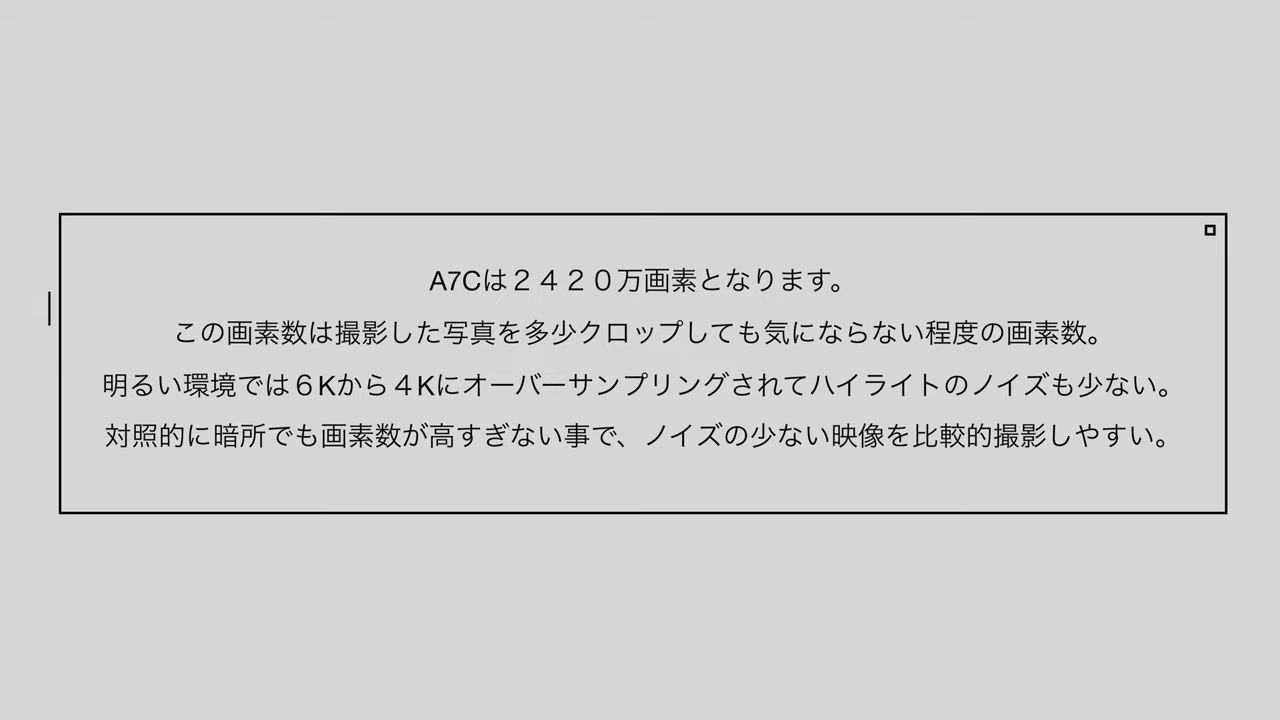 A7Cは２４２０万画素となります。
この画素数は撮影した写真を多少クロップしても気にならない程度の画素数。
明るい環境では６Kから４Kにオーバーサンプリングされてハイライトのノイズも少ない。
対照的に暗所でも画素数が高すぎない事で、ノイズの少ない映像を比較的撮影しやすい。